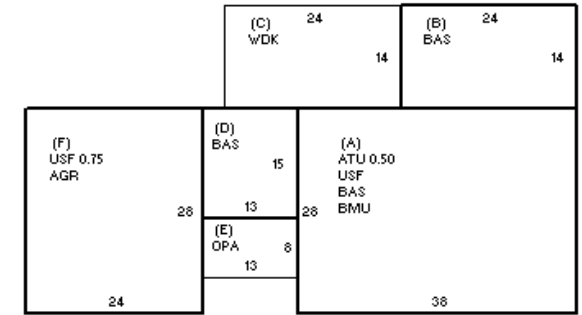 (C) 24
WDK
14
(B) 24
BAS
14
(F)
USF 0.75
AGR
28
24
(D)
BAS
15
13
(E)
OPA 8
13
(A)
ATU 0.50
USF
BAS
28 BMU
38